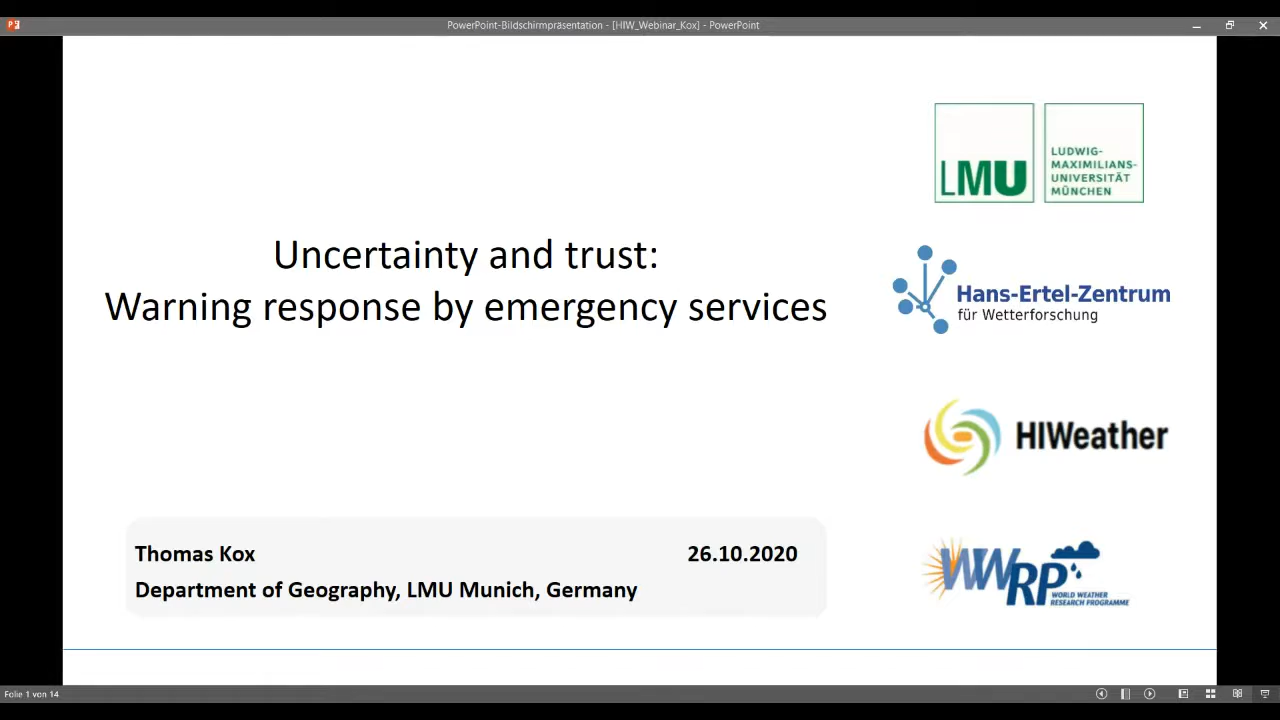 PowerPoint-Bildschirmpräsentation - [HIW_Webinar_Kox] - PowerPoint
LMU
LUDWIG-
MAXIMILIANS-
UNIVERSITÄT
MÜNCHEN
Uncertainty and trust:
Warning response by emergency services
Hans-Ertel-Zentrum
für Wetterforschung
HIWeather
Thomas Kox 26.10.2020
Department of Geography, LMU Munich, Germany
WWRP
WORLD WEATHER
RESEARCH PROGRAMME
Folie 1 von 14